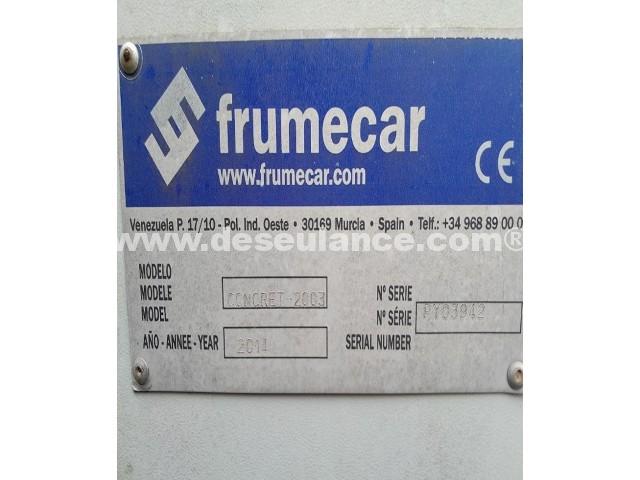 frumecar
www.frumecar.com
CE
Venezuela P. 17/10 - Pol. Ind. Oeste • 30169 Murcia • Spain • Telf.: +34 968 89 00 0
www.deseulance.com®
MODELO
MODELE
MODEL
CONCRET-2003
Nº SERIE
Nº SÉRIE
SERIAL NUMBER
PY03942
AÑO - ANNEE - YEAR
2014